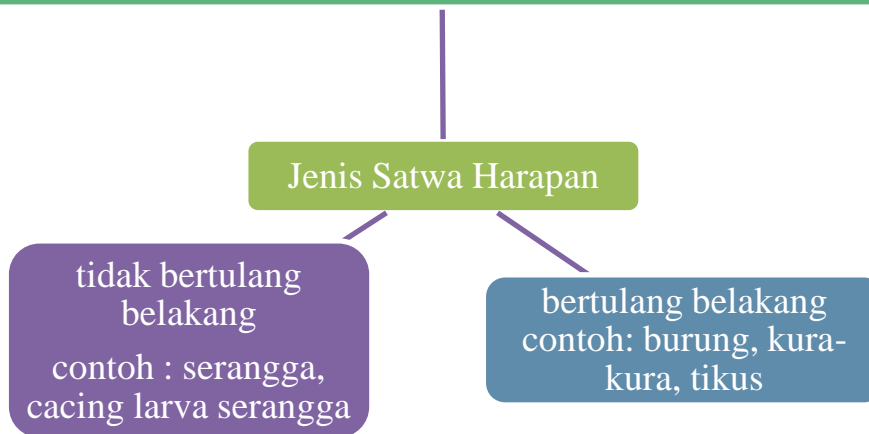 Jenis Satwa Harapan
tidak bertulang
belakang
contoh : serangga,
cacing larva serangga
bertulang belakang
contoh: burung, kura-
kura, tikus